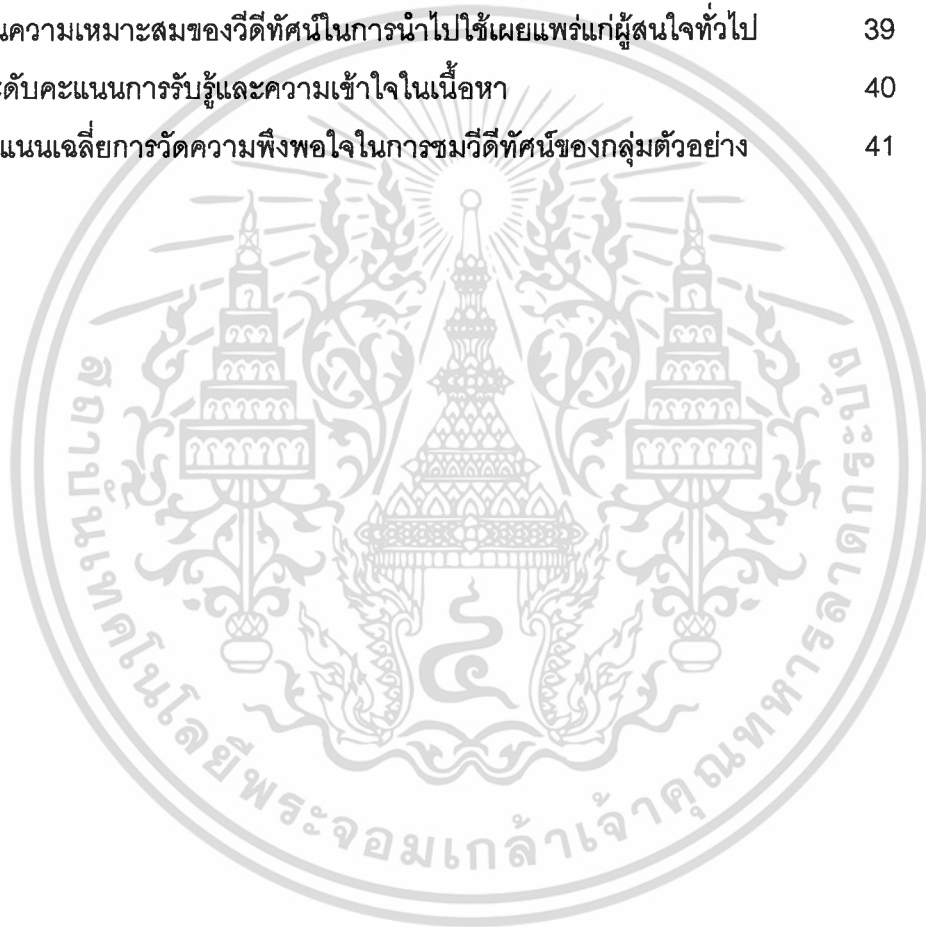 นความเหมาะสมของวีดีทัศน์ในการนำไปใช้เผยแพร่แก่ผู้สนใจทั่วไป 39
ะดับคะแนนการรับรู้และความเข้าใจในเนื้อหา 40
แนนเฉลี่ยการวัดความพึงพอใจในการชมวีดีทัศน์ของกลุ่มตัวอย่าง 41
สถาบันเทคโนโลยีพระจอมเกล้าเจ้าคุณทหารลาดกระบัง